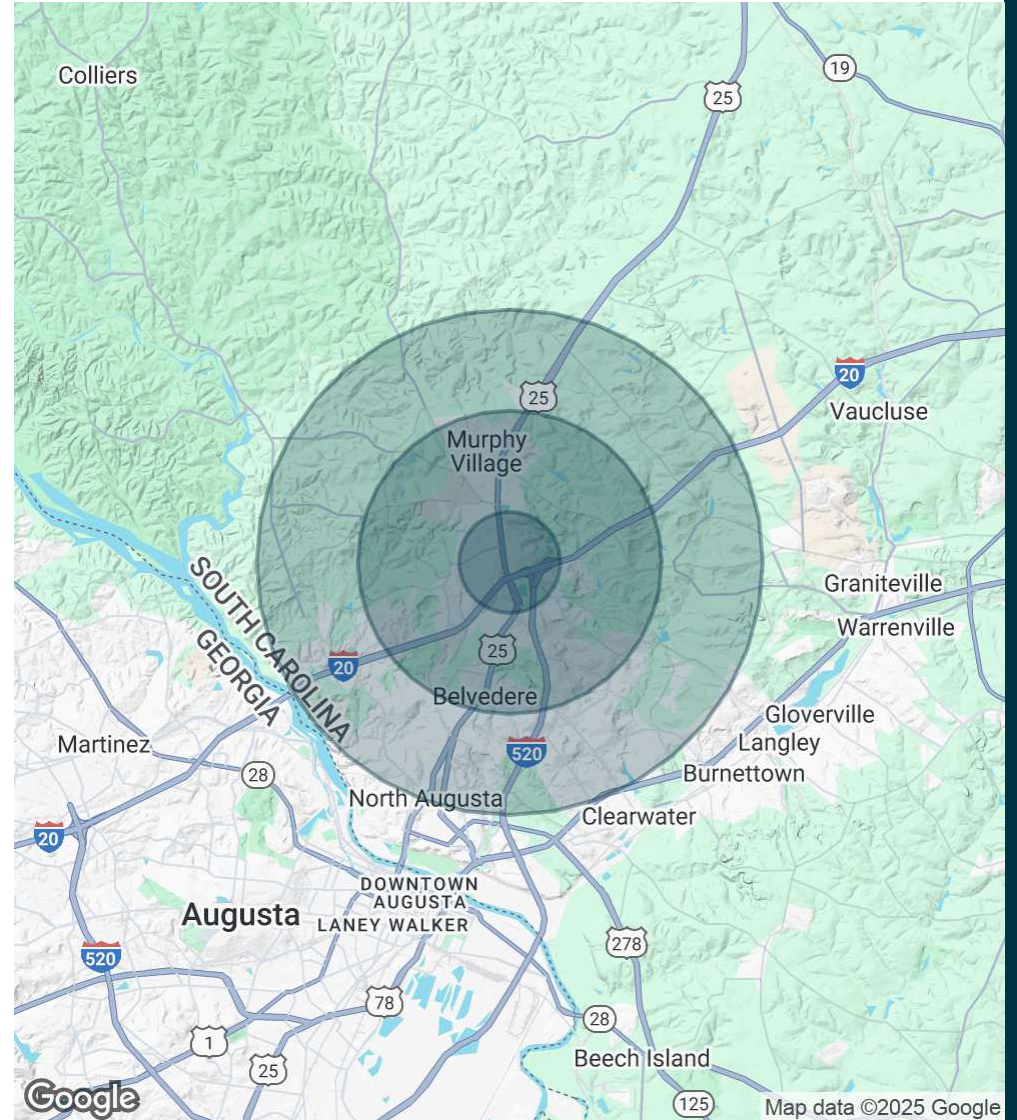 Colliers
19
25
25
20
Vaucluse
Murphy
Village
SOUTH CAROLINA
GEORGIA
Graniteville
Warrenville
25
20
Belvedere
Gloverville
Martinez
Langley
520
28
Burnettown
North Augusta
Clearwater
20
DOWNTOWN
AUGUSTA
Augusta
LANEY WALKER
278
520
78
28
1
25
Beech Island
Google
125
Map data ©2025 Google